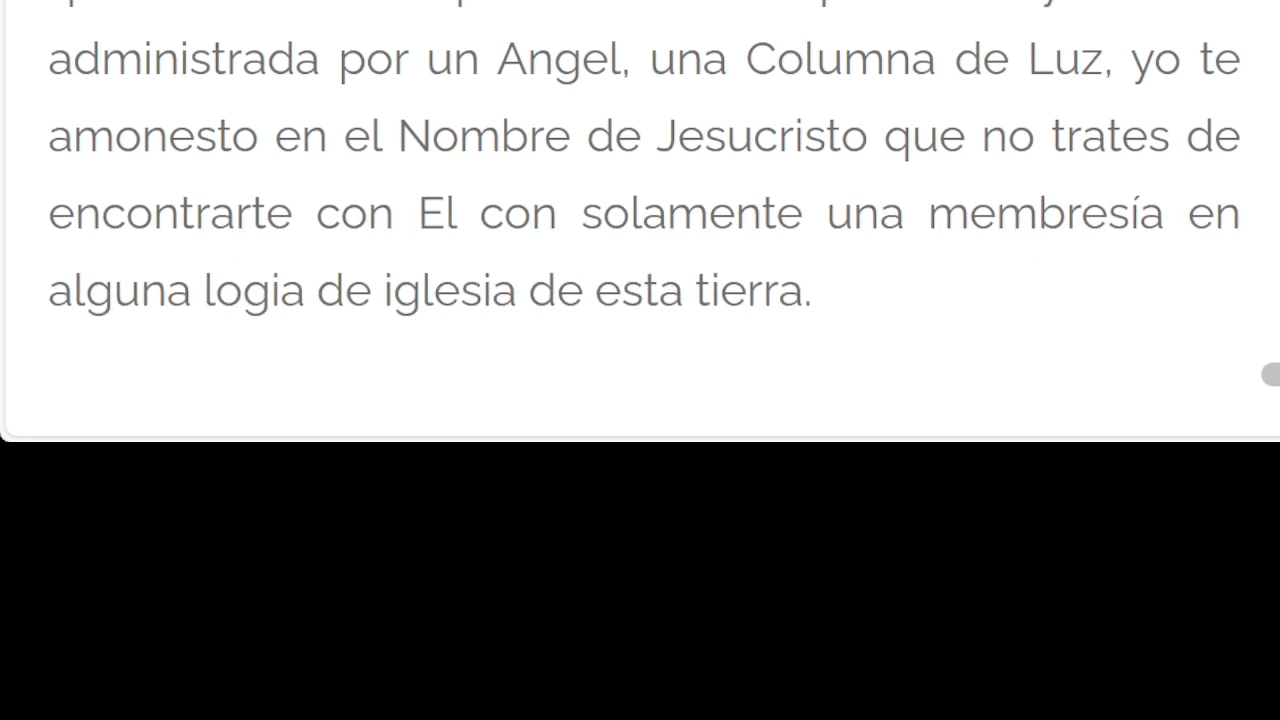 administrada por un Angel, una Columna de Luz, yo te
amonesto en el Nombre de Jesucristo que no trates de
encontrarte con El con solamente una membresía en
alguna logia de iglesia de esta tierra.